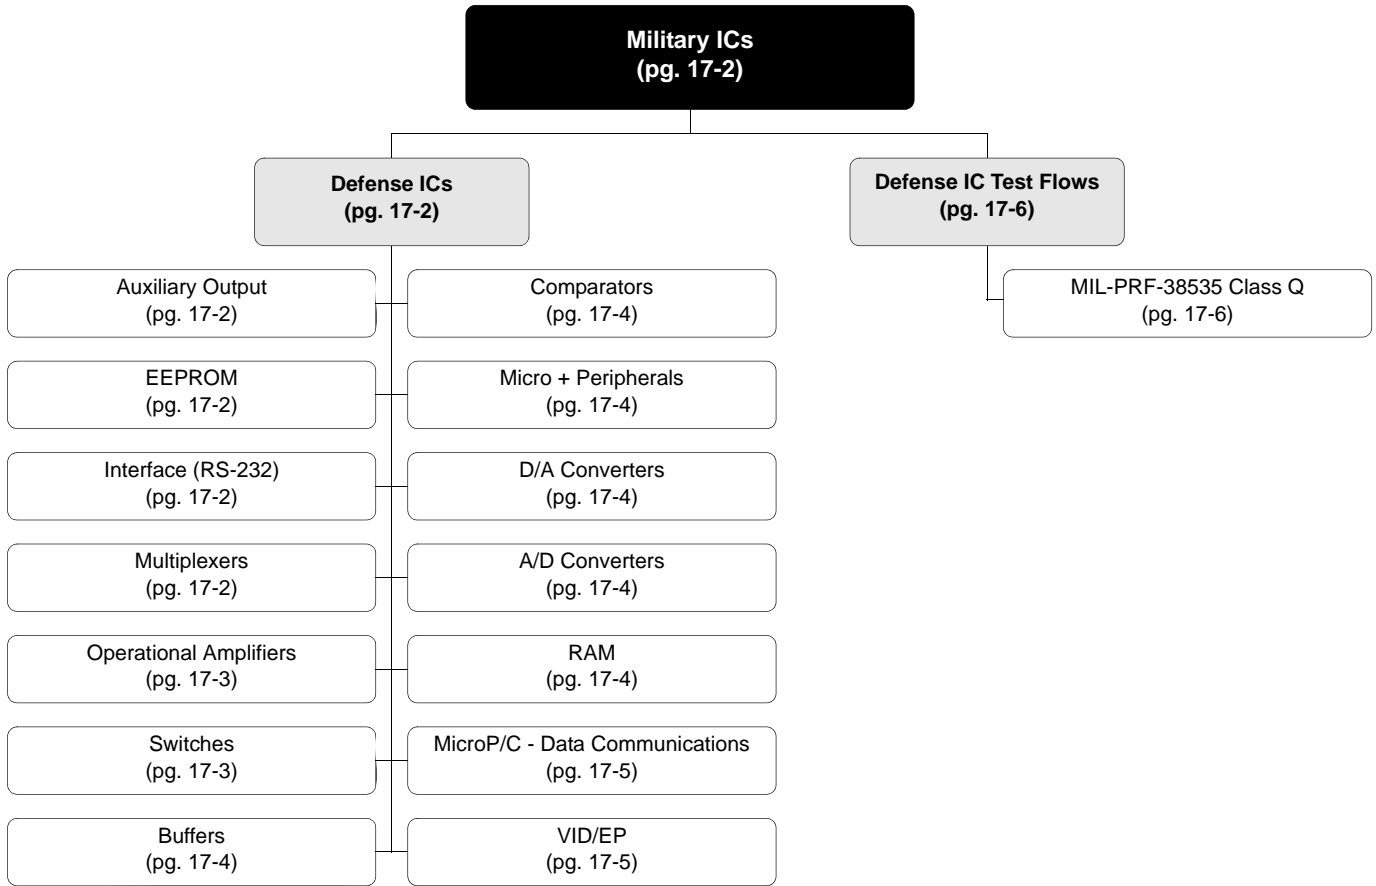 Military ICs
(pg. 17-2)
Defense ICs
(pg. 17-2)
Defense IC Test Flows
(pg. 17-6)
Auxiliary Output
(pg. 17-2)
EEPROM
(pg. 17-2)
Interface (RS-232)
(pg. 17-2)
Multiplexers
(pg. 17-2)
Operational Amplifiers
(pg. 17-3)
Switches
(pg. 17-3)
Buffers
(pg. 17-4)
Comparators
(pg. 17-4)
Micro + Peripherals
(pg. 17-4)
D/A Converters
(pg. 17-4)
A/D Converters
(pg. 17-4)
RAM
(pg. 17-4)
MicroP/C - Data Communications
(pg. 17-5)
VID/EP
(pg. 17-5)
MIL-PRF-38535 Class Q
(pg. 17-6)